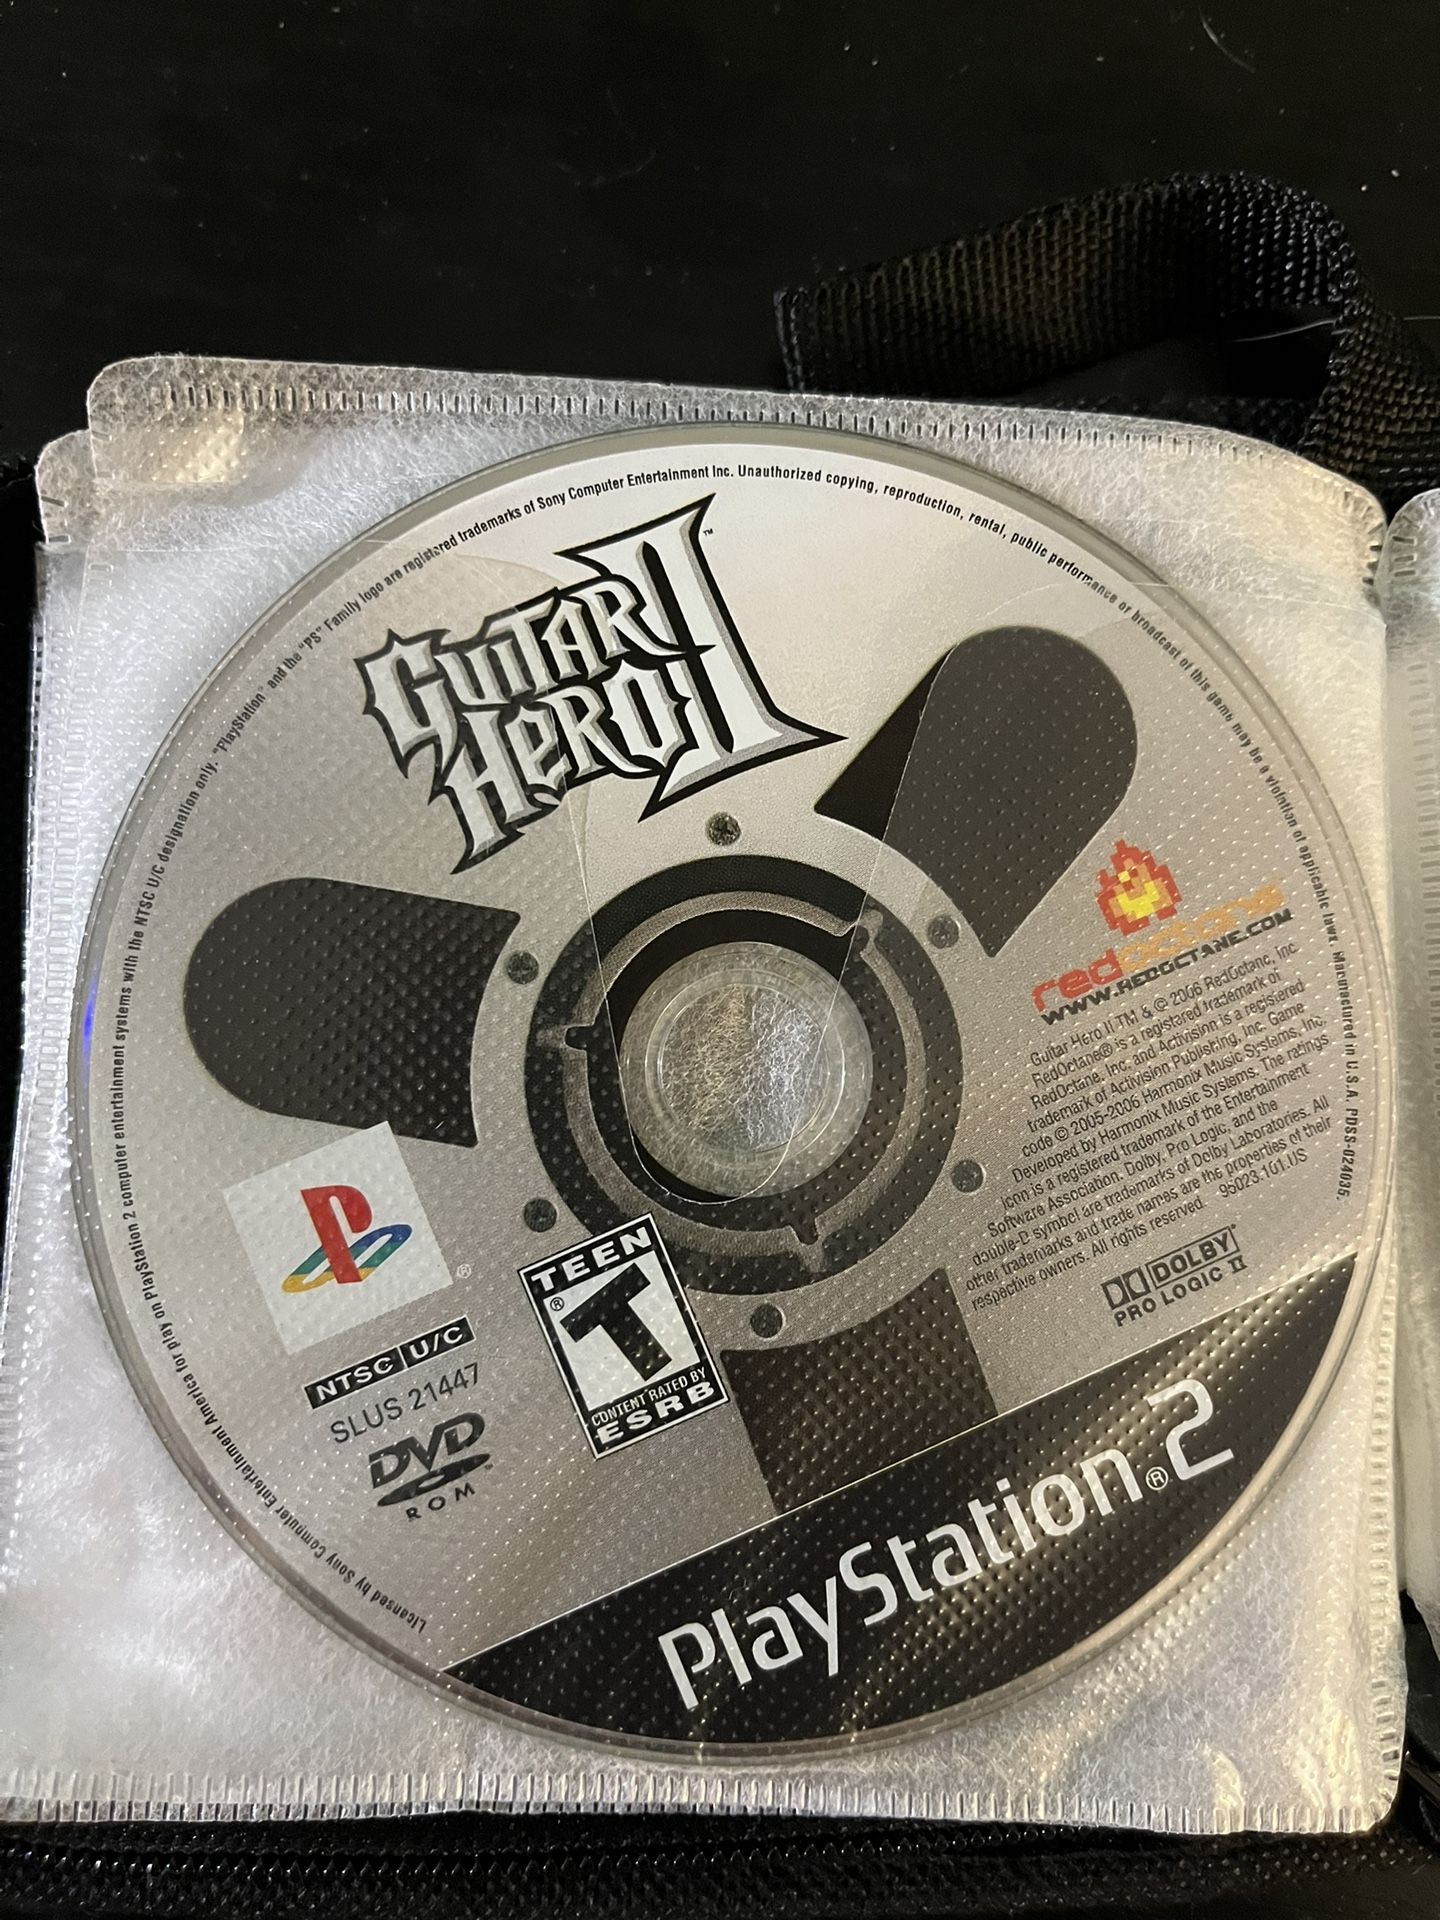 Licensed by Sony Computer Entertainment America for play on PlayStation 2 computer entertainment systems with the NTSC U/C designation only. "PlayStation" and the "PS" Family logo are registered trademarks of Sony Computer Entertainment Inc. Unauthorized copying, reproduction, rental, public performance or broadcast of this game may be a violation of applicable laws. Manufactured in U.S.A. PDSS-024035.
GUITAR
HERO II™
redoctane™
WWW.REDOCTANE.COM
Guitar Hero II TM & © 2006 RedOctane, Inc.
RedOctane® is a registered trademark of
RedOctane, Inc. and Activision is a registered
trademark of Activision Publishing, Inc. Game
code © 2005-2006 Harmonix Music Systems, Inc.
Developed by Harmonix Music Systems. The ratings
icon is a registered trademark of the Entertainment
Software Association. Dolby, Pro Logic, and the
double-D symbol are trademarks of Dolby Laboratories. All
other trademarks and trade names are the properties of their
respective owners. All rights reserved. 95023.101.US
DOLBY®
PRO LOGIC II
®
NTSC U/C
SLUS 21447
DVD™
ROM
TEEN
® T
CONTENT RATED BY
ESRB
PlayStation®2